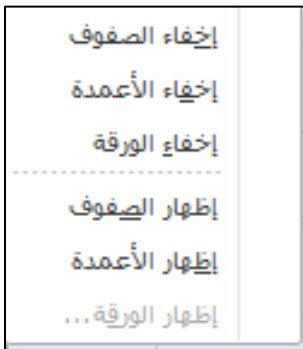 إخفاء الصفوف
إخفاء الأعمدة
إخفاء الورقة
إظهار الصفوف
إظهار الأعمدة
إظهار الورقة...